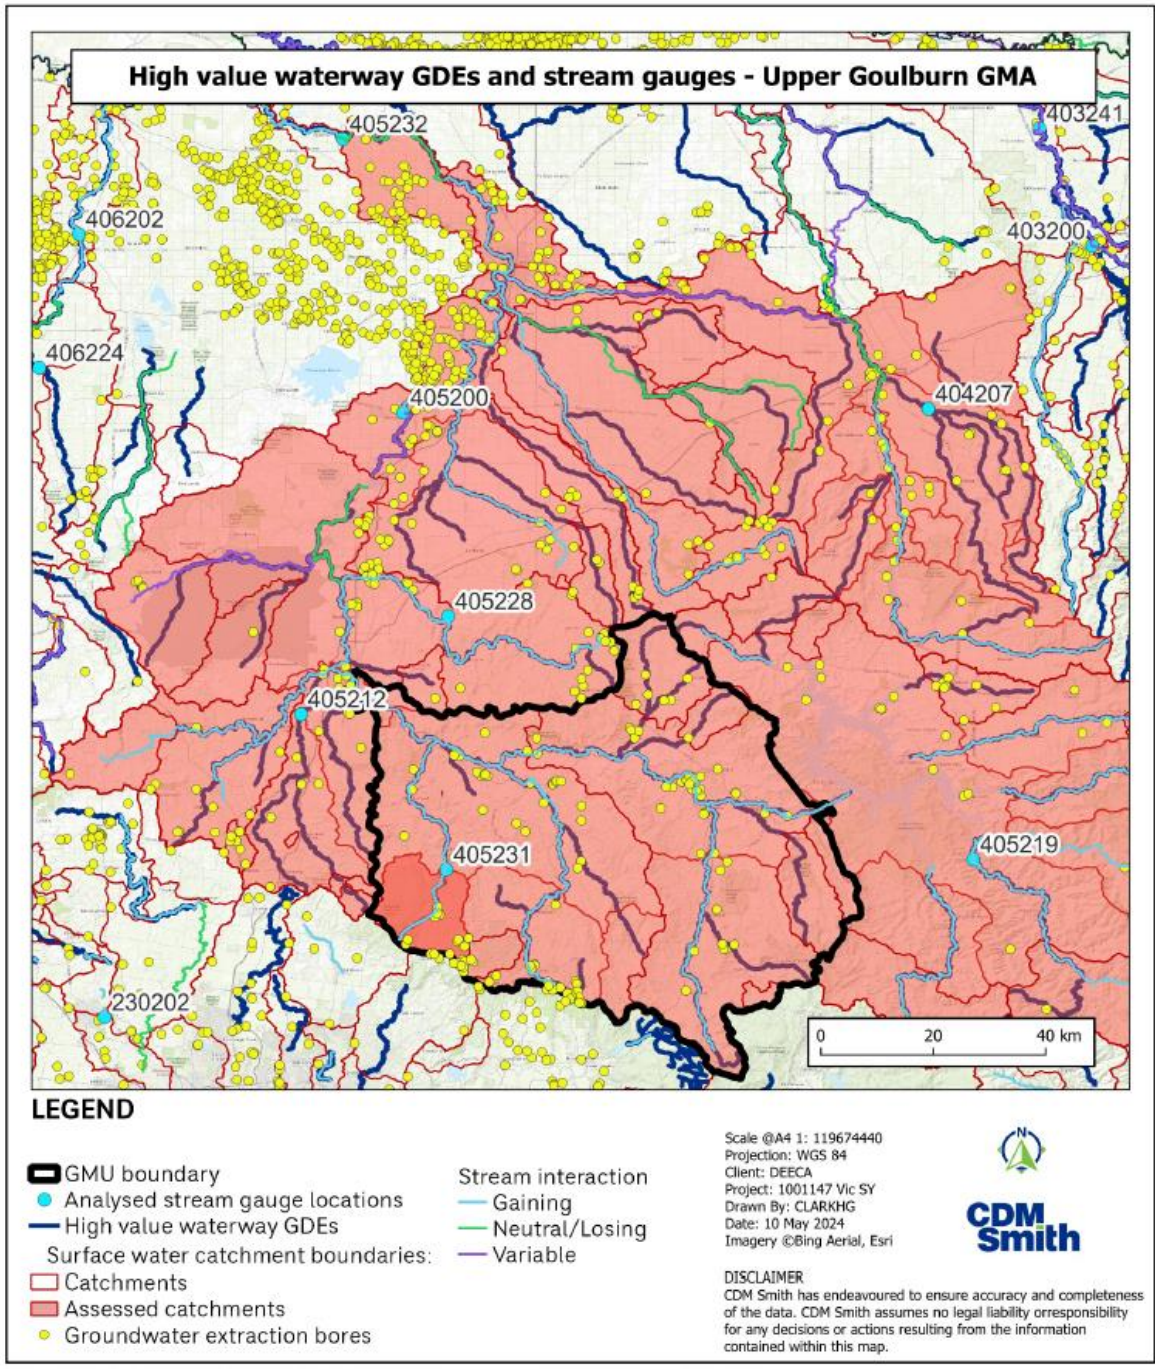 High value waterway GDEs and stream gauges - Upper Goulburn GMA
405232
403241
406202
403200
406224
405200
404207
405228
405212
405231
405219
230202
0 20 40 km
LEGEND
GMU boundary
Analysed stream gauge locations
High value waterway GDEs
Surface water catchment boundaries:
Catchments
Assessed catchments
Groundwater extraction bores
Stream interaction
Gaining
Neutral/Losing
Variable
Scale @A4 1: 119674440
Projection: WGS 84
Client: DEECA
Project: 1001147 Vic SY
Drawn By: CLARKHG
Date: 10 May 2024
Imagery ©Bing Aerial, Esri
N
CDM
Smith
DISCLAIMER
CDM Smith has endeavoured to ensure accuracy and completeness
of the data. CDM Smith assumes no legal liability orresponsibility
for any decisions or actions resulting from the information
contained within this map.